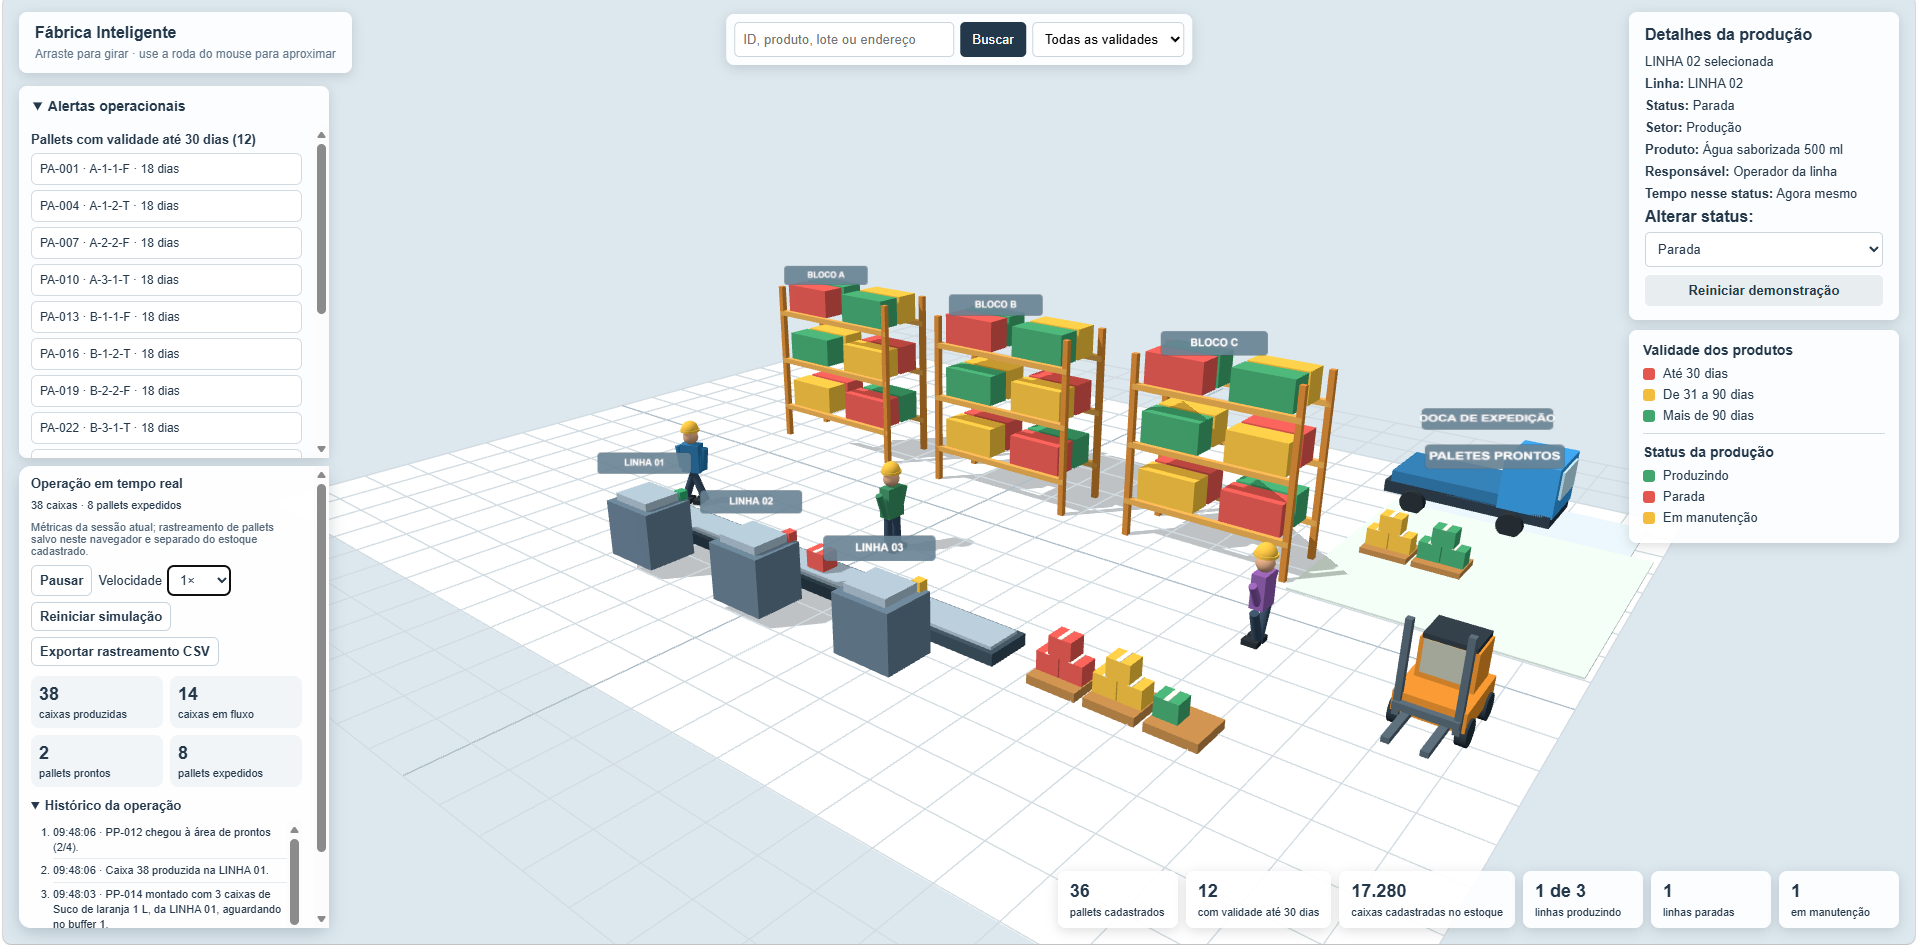 Fábrica Inteligente
Arraste para girar · use a roda do mouse para aproximar
ID, produto, lote ou endereço
Buscar
Todas as validades
Alertas operacionais
Pallets com validade até 30 dias (12)
PA-001 · A-1-1-F · 18 dias
PA-004 · A-1-2-T · 18 dias
PA-007 · A-2-2-F · 18 dias
PA-010 · A-3-1-T · 18 dias
PA-013 · B-1-1-F · 18 dias
PA-016 · B-1-2-T · 18 dias
PA-019 · B-2-2-F · 18 dias
PA-022 · B-3-1-T · 18 dias
Operação em tempo real
38 caixas · 8 pallets expedidos
Métricas da sessão atual; rastreamento de pallets
salvo neste navegador e separado do estoque
cadastrado.
Pausar
Velocidade
1×
Reiniciar simulação
Exportar rastreamento CSV
38
caixas produzidas
14
caixas em fluxo
2
pallets prontos
8
pallets expedidos
Histórico da operação
1. 09:48:06 · PP-012 chegou à área de prontos
(2/4).
2. 09:48:06 · Caixa 38 produzida na LINHA 01.
3. 09:48:03 · PP-014 montado com 3 caixas de
Suco de laranja 1 L, da LINHA 01, aguardando
no buffer 1.
BLOCO A
BLOCO B
BLOCO C
LINHA 01
LINHA 02
LINHA 03
DOCA DE EXPEDIÇÃO
PALETES PRONTOS
Detalhes da produção
LINHA 02 selecionada
Linha: LINHA 02
Status: Parada
Setor: Produção
Produto: Água saborizada 500 ml
Responsável: Operador da linha
Tempo nesse status: Agora mesmo
Alterar status:
Parada
Reiniciar demonstração
Validade dos produtos
Até 30 dias
De 31 a 90 dias
Mais de 90 dias
Status da produção
Produzindo
Parada
Em manutenção
36
pallets cadastrados
12
com validade até 30 dias
17.280
caixas cadastradas no estoque
1 de 3
linhas produzindo
1
linhas paradas
1
em manutenção